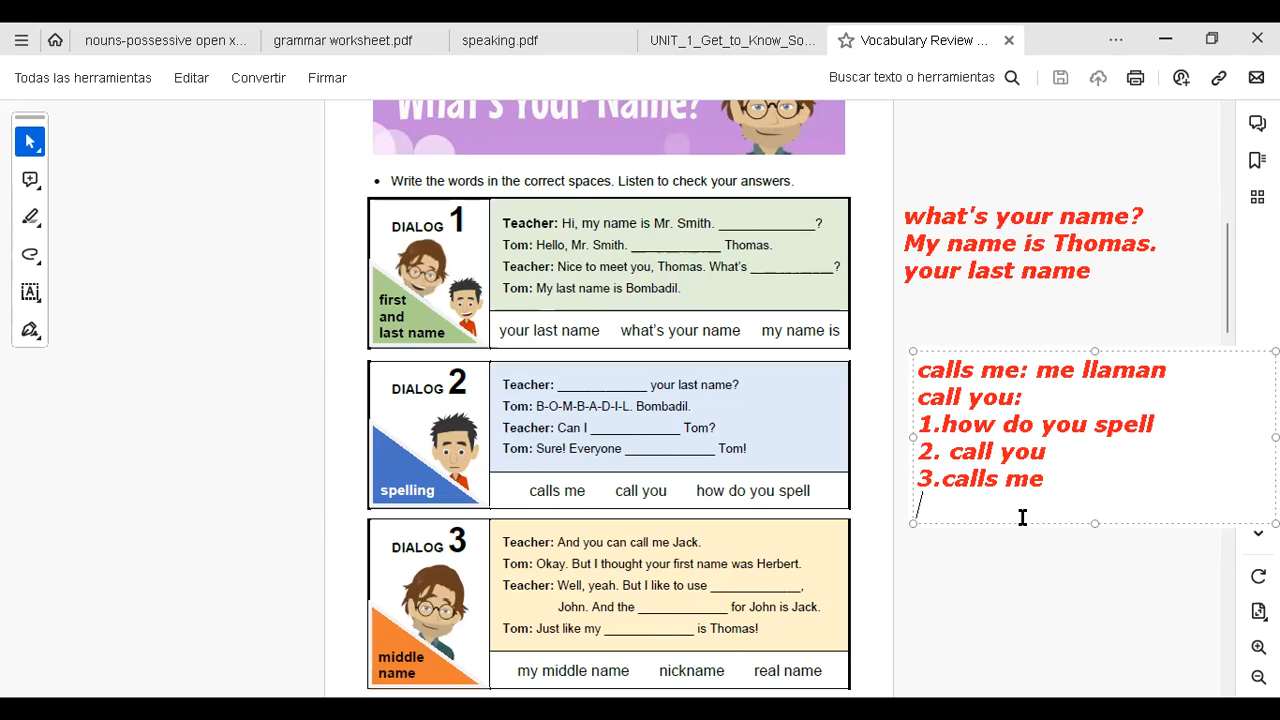 nouns-possessive open x...
grammar worksheet.pdf
speaking.pdf
UNIT_1_Get_to_Know_So...
Vocabulary Review ...
Todas las herramientas
Editar
Convertir
Firmar
Buscar texto o herramientas
What's Your Name?
• Write the words in the correct spaces. Listen to check your answers.
DIALOG 1
first
and
last name
Teacher: Hi, my name is Mr. Smith. _____________?
Tom: Hello, Mr. Smith. ____________ Thomas.
Teacher: Nice to meet you, Thomas. What's ___________?
Tom: My last name is Bombadil.
your last name what's your name my name is
DIALOG 2
spelling
Teacher: ____________ your last name?
Tom: B-O-M-B-A-D-I-L. Bombadil.
Teacher: Can I ____________ Tom?
Tom: Sure! Everyone ____________ Tom!
calls me call you how do you spell
DIALOG 3
middle
name
Teacher: And you can call me Jack.
Tom: Okay. But I thought your first name was Herbert.
Teacher: Well, yeah. But I like to use ____________,
John. And the ____________ for John is Jack.
Tom: Just like my ____________ is Thomas!
my middle name nickname real name
what's your name?
My name is Thomas.
your last name
calls me: me llaman
call you:
1.how do you spell
2. call you
3.calls me